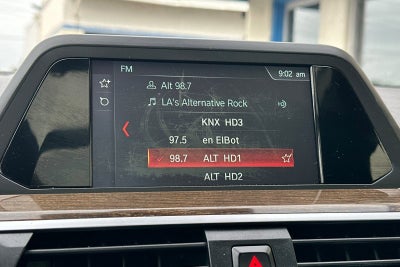 FM 9:02 am
Alt 98.7
LA's Alternative Rock
KNX HD3
97.5 en ElBot
98.7 ALT HD1
ALT HD2